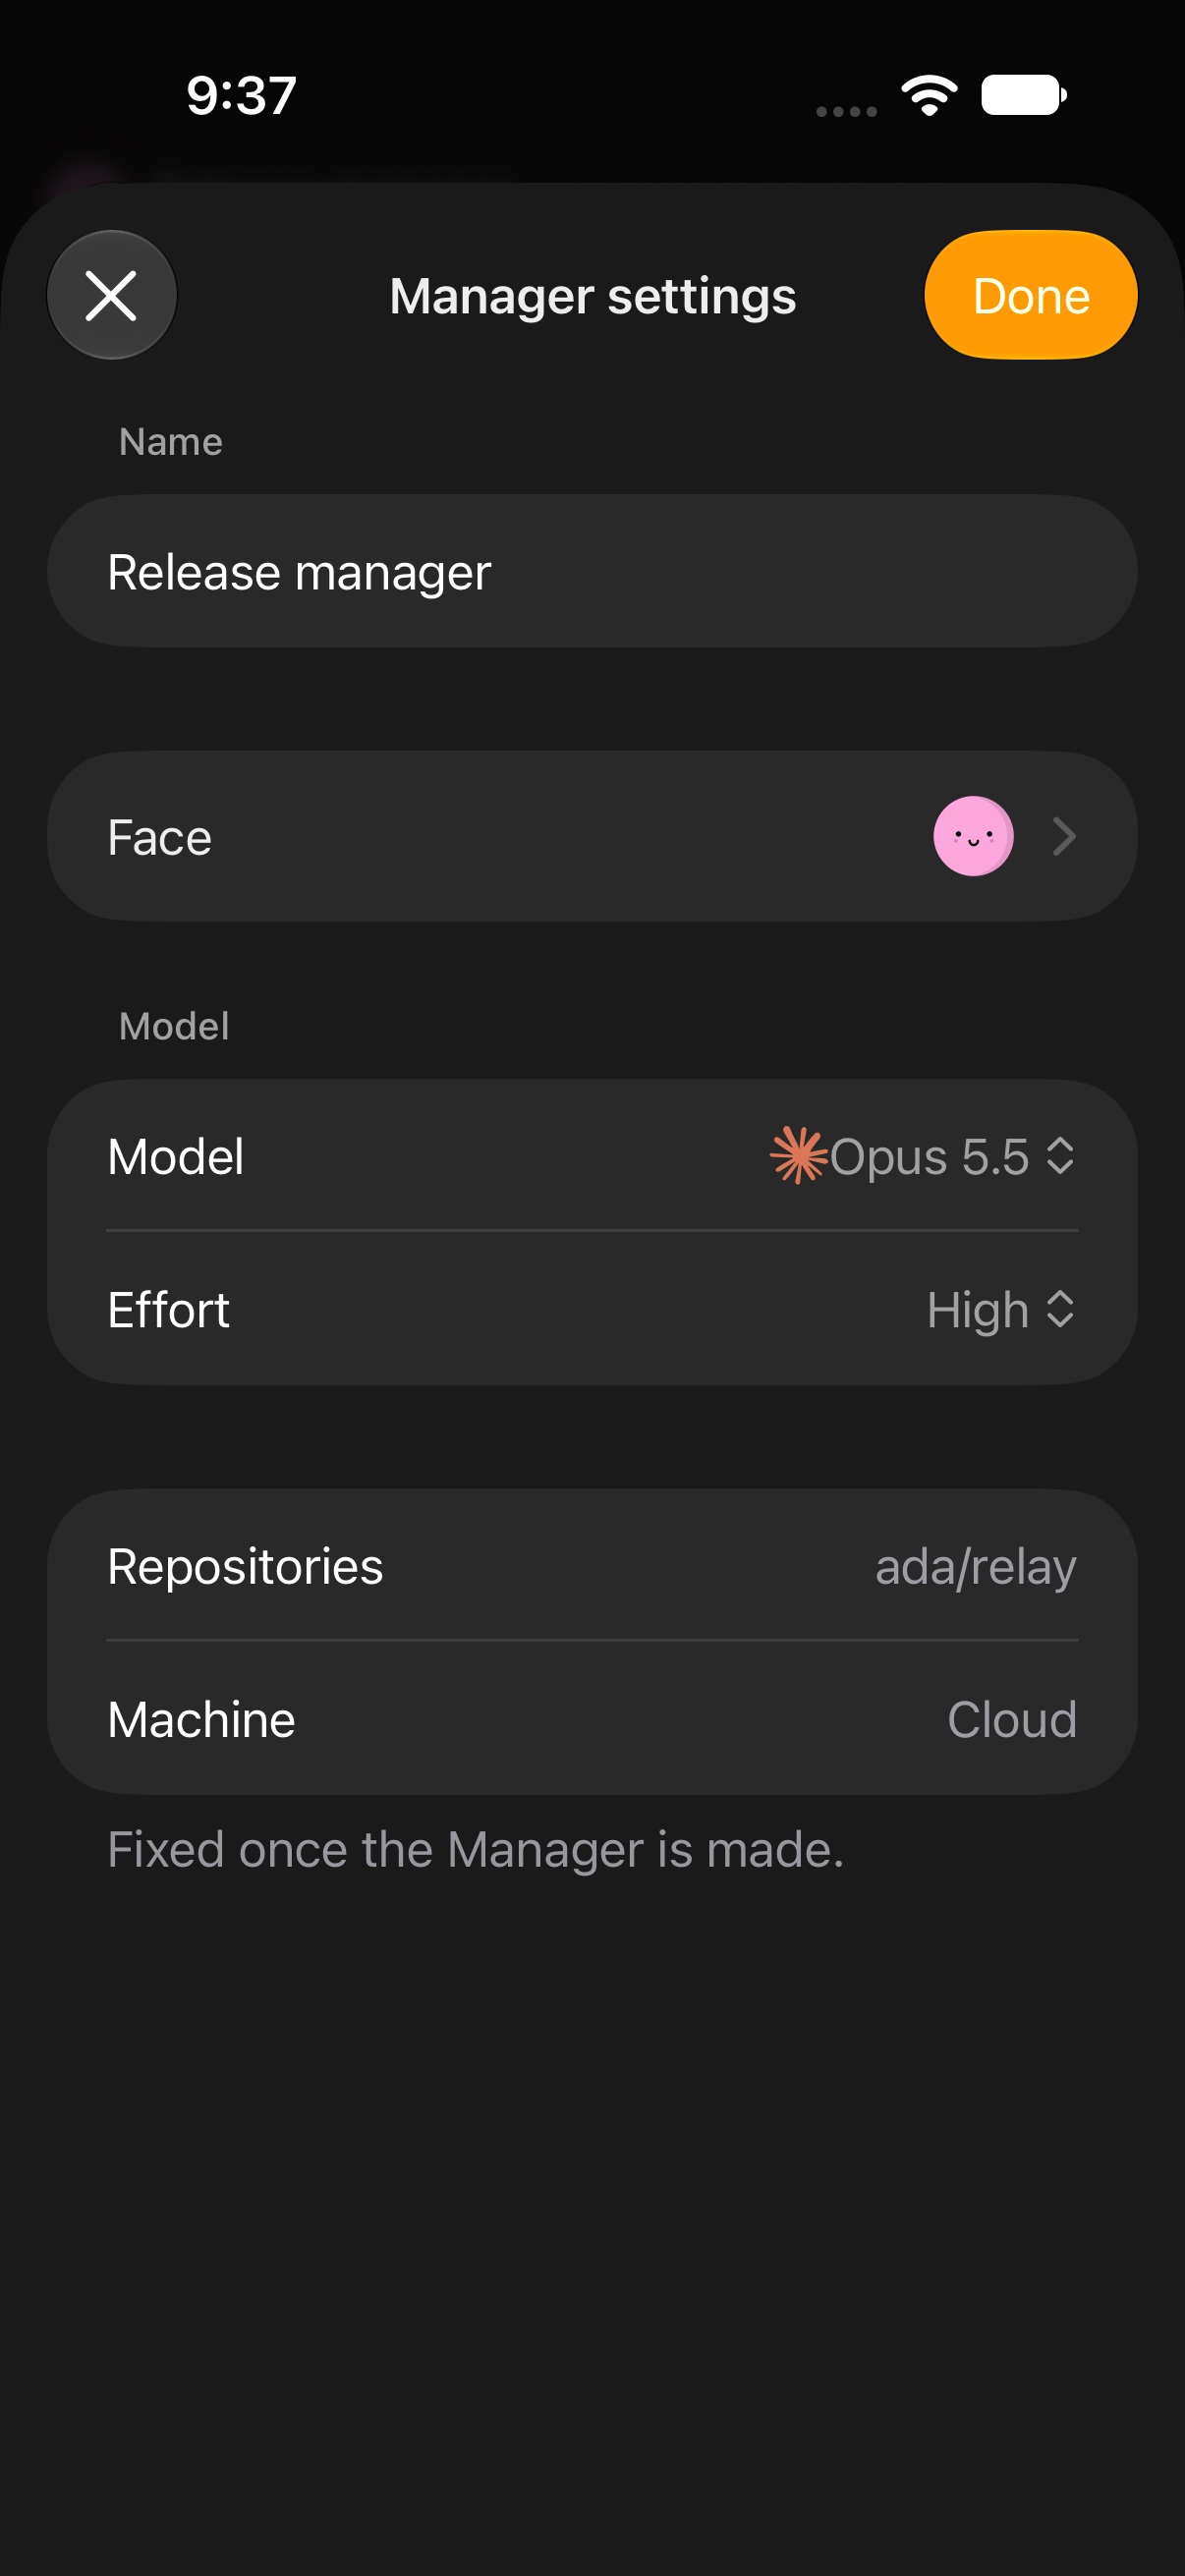 9:37
Manager settings
Done
Name
Release manager
Face
Model
Model
Opus 5.5
Effort
High
Repositories
ada/relay
Machine
Cloud
Fixed once the Manager is made.